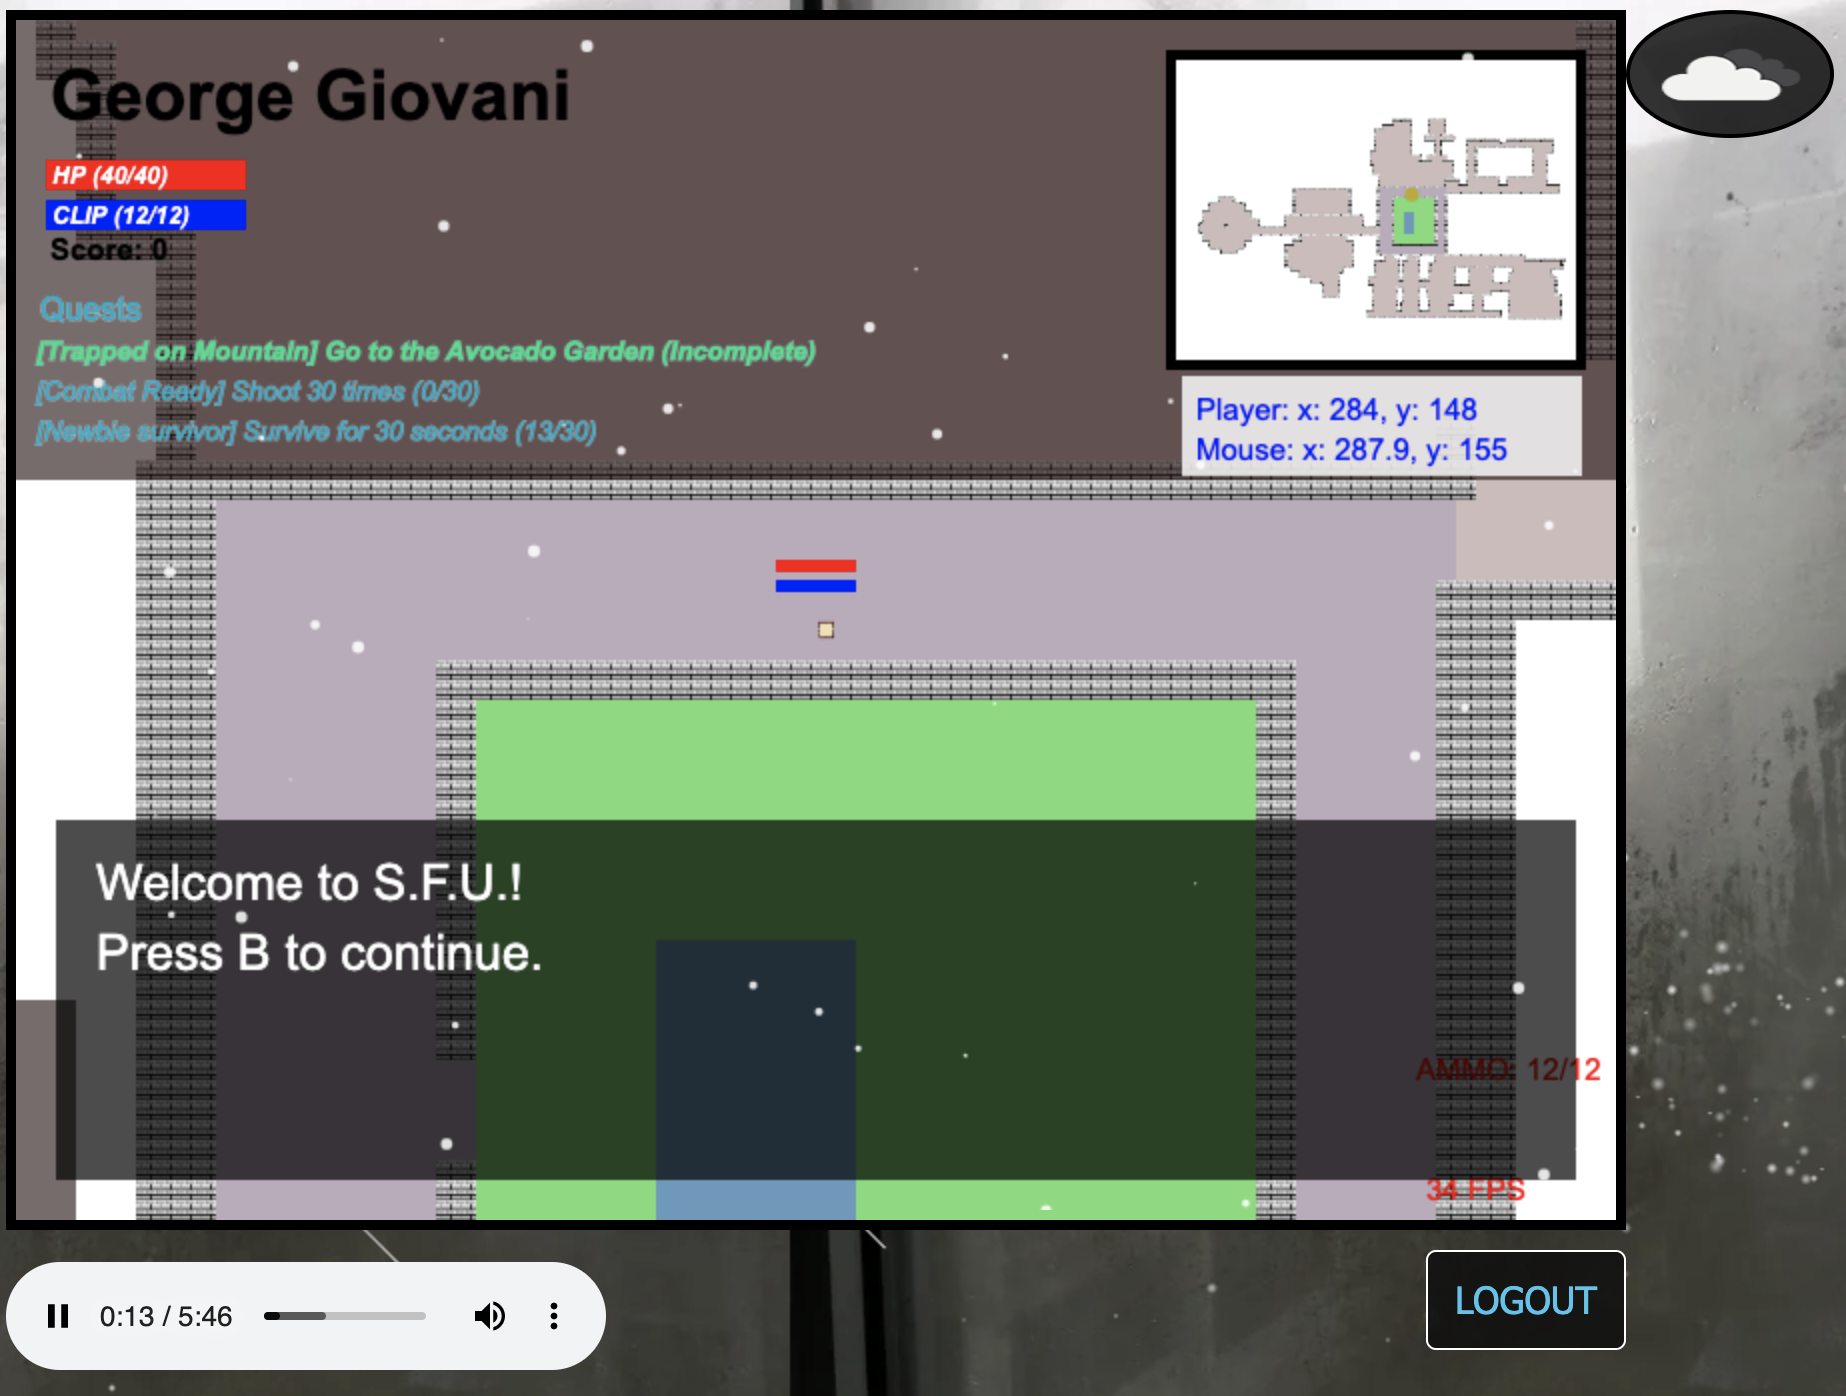 George Giovani
HP (40/40)
CLIP (12/12)
Score: 0
Quests
[Trapped on Mountain] Go to the Avocado Garden (Incomplete)
[Combat Ready] Shoot 30 times (0/30)
[Newbie survivor] Survive for 30 seconds (13/30)
Player: x: 284, y: 148
Mouse: x: 287.9, y: 155
Welcome to S.F.U.!
Press B to continue.
AMMO: 12/12
34 FPS
0:13 / 5:46
LOGOUT